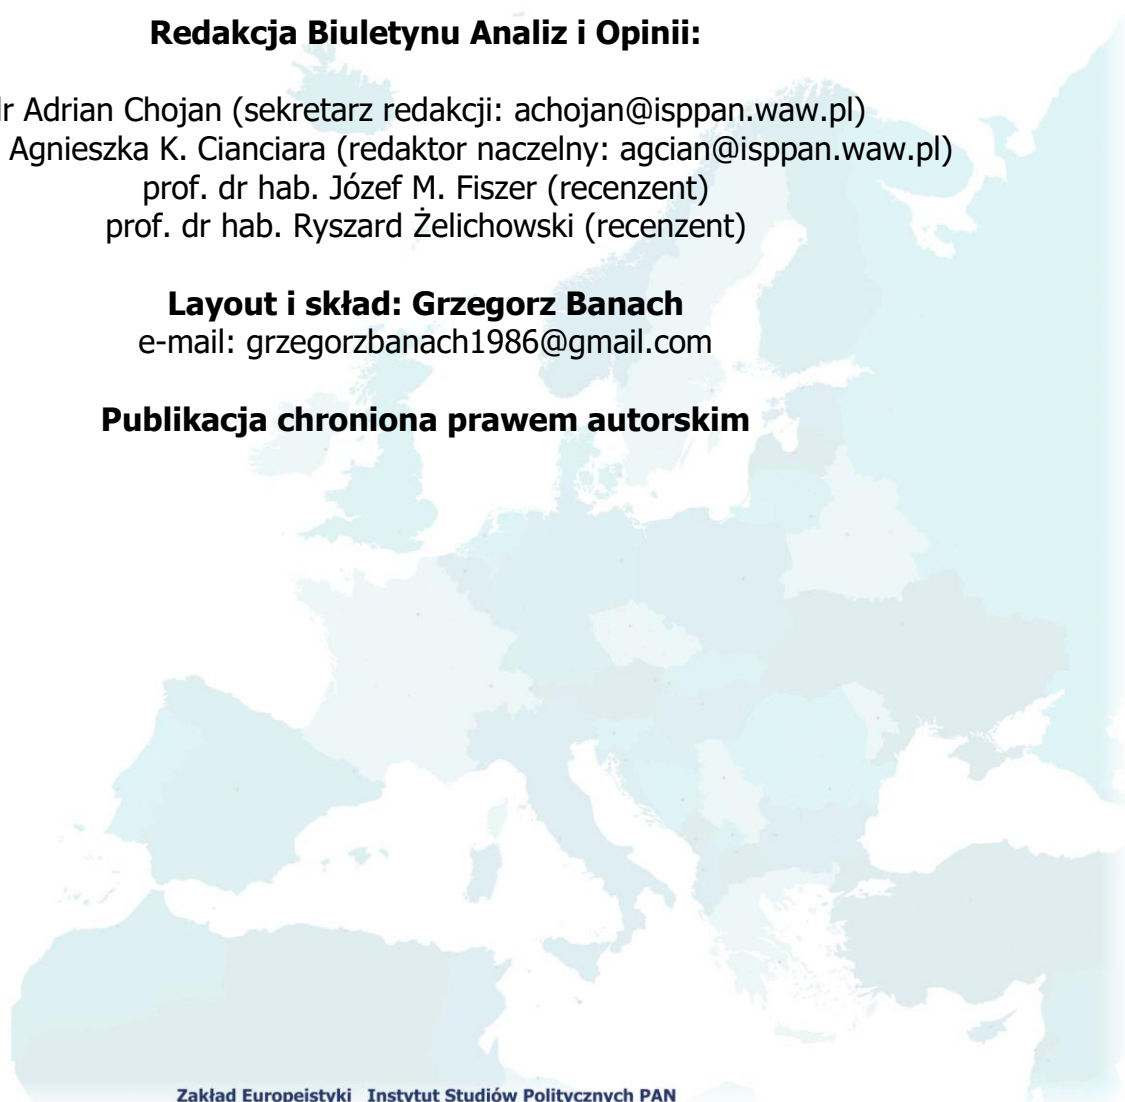 Redakcja Biuletynu Analiz i Opinii:
dr Adrian Chojan (sekretarz redakcji: achojan@isppan.waw.pl)
Agnieszka K. Cianciara (redaktor naczelny: agcian@isppan.waw.pl)
prof. dr hab. Józef M. Fiszer (recenzent)
prof. dr hab. Ryszard Żelichowski (recenzent)
Layout i skład: Grzegorz Banach
e-mail: grzegorzbanach1986@gmail.com
Publikacja chroniona prawem autorskim
Zakład Europeistyki Instytut Studiów Politycznych PAN